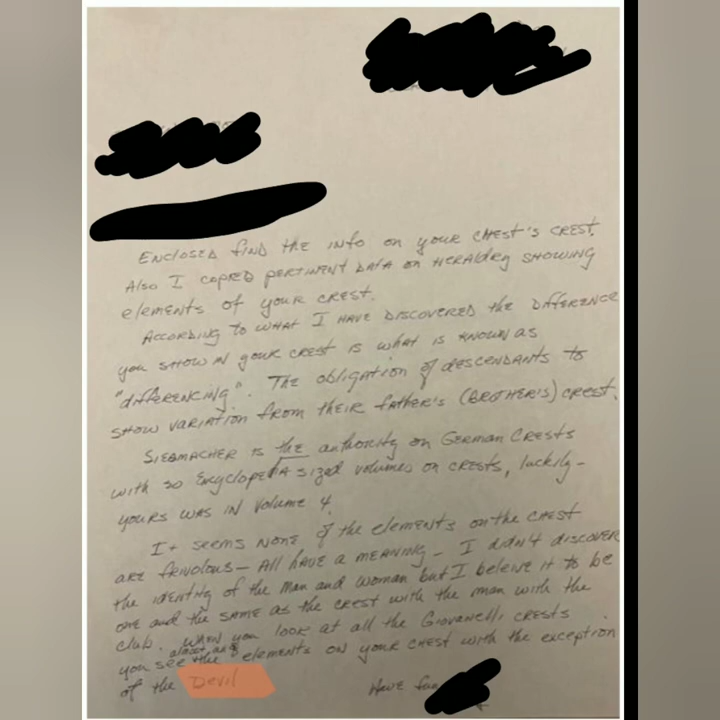 Enclosed find the info on your chest's crest.
Also I copied pertinent data on Heraldry showing
elements of your crest.
According to what I have discovered the difference
you show in your crest is what is known as
"differencing". The obligation of descendants to
show variation from their father's (brother's) crest.
Siebmacher is the authority on German crests
with 20 encyclopedia sized volumes on crests, luckily -
yours was in volume 4.
It seems none of the elements on the chest
are frivolous - All have a meaning - I didn't discover
the identity of the man and woman but I beleive it to be
one and the same as the crest with the man with the
club. When you look at all the Giovanelli crests
you see almost all the elements on your chest with the exception
of the Devil
Have fun